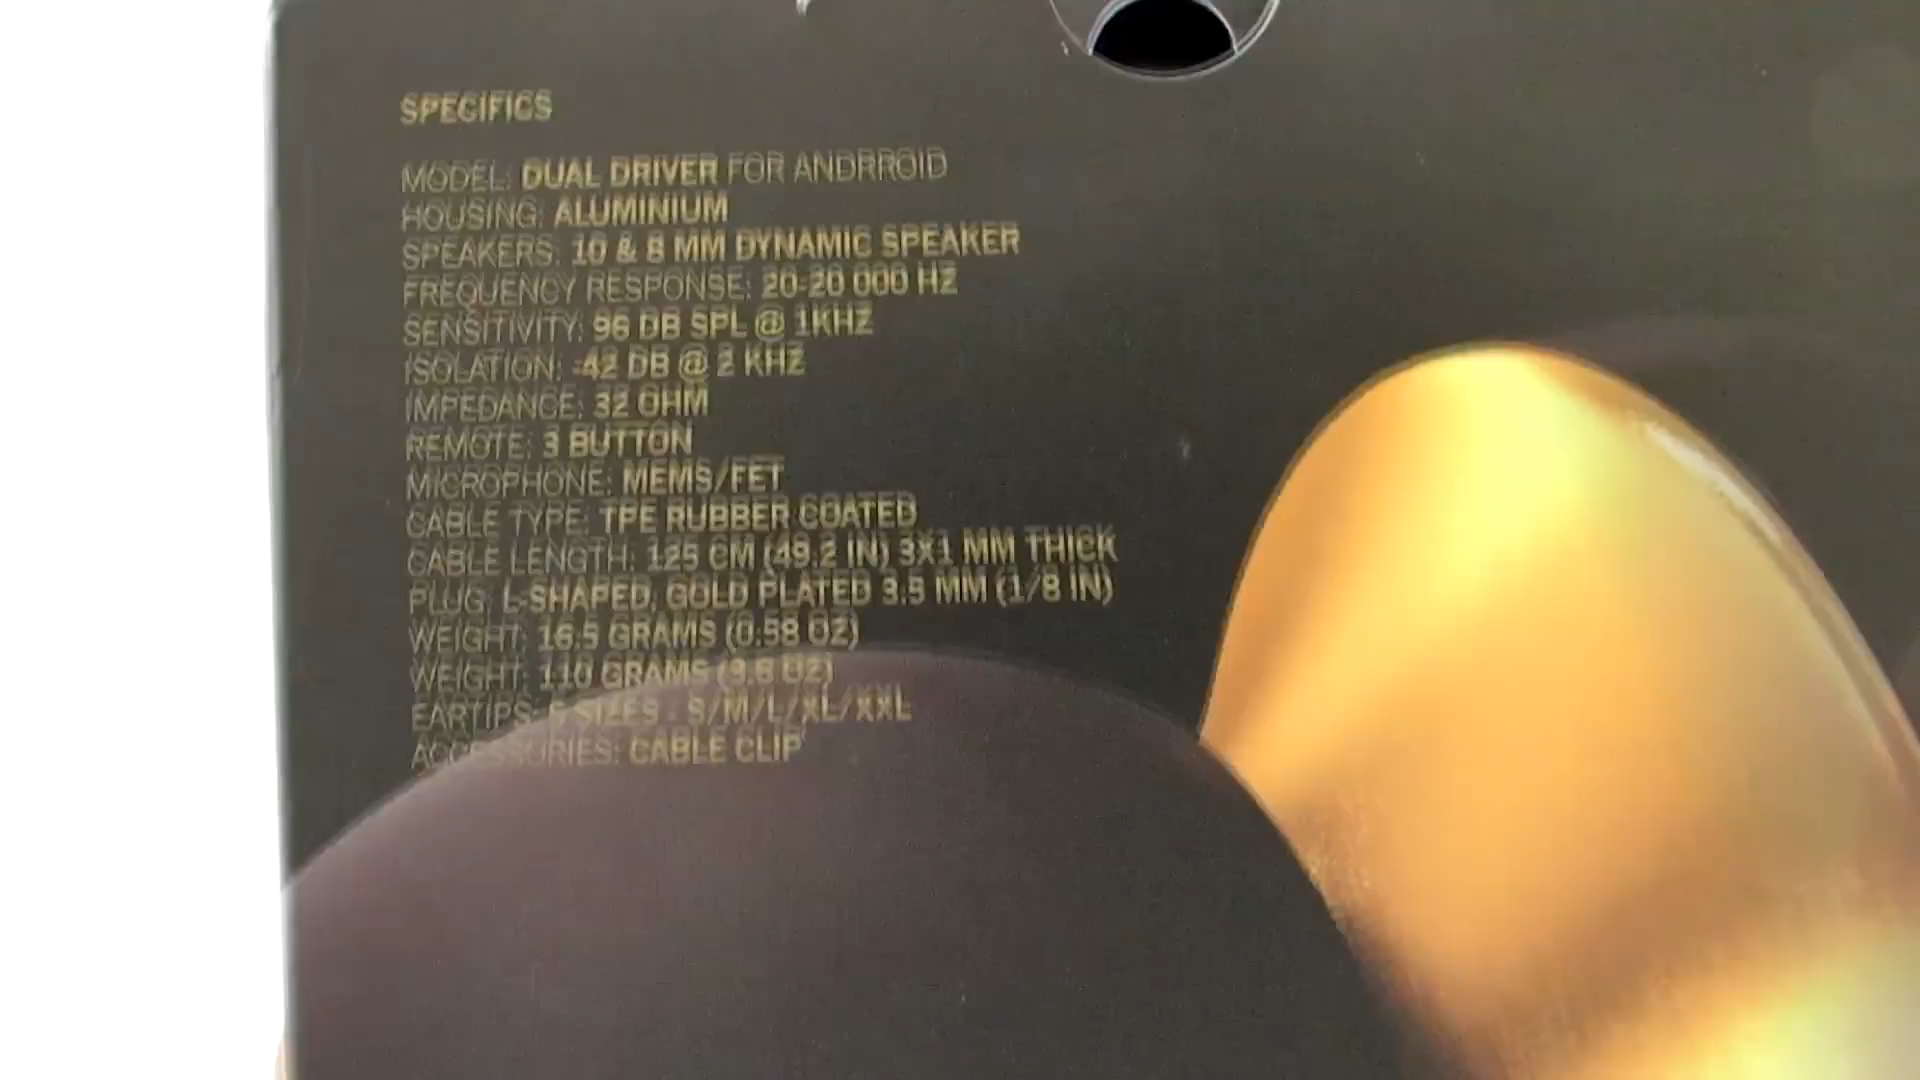 SPECIFICS
MODEL: DUAL DRIVER FOR ANDRROID
HOUSING: ALUMINIUM
SPEAKERS: 10 & 8 MM DYNAMIC SPEAKER
FREQUENCY RESPONSE: 20-20 000 HZ
SENSITIVITY: 96 DB SPL @ 1KHZ
ISOLATION: -42 DB @ 2 KHZ
IMPEDANCE: 32 OHM
REMOTE: 3 BUTTON
MICROPHONE: MEMS/FET
CABLE TYPE: TPE RUBBER COATED
CABLE LENGTH: 125 CM (49.2 IN) 3X1 MM THICK
PLUG: L-SHAPED, GOLD PLATED 3.5 MM (1/8 IN)
WEIGHT: 16.5 GRAMS (0.58 OZ)
WEIGHT: 110 GRAMS (OZ)
EARTIPS: 5 SIZES - S/M/L/XL/XXL
ACCESSORIES: CABLE CLIP